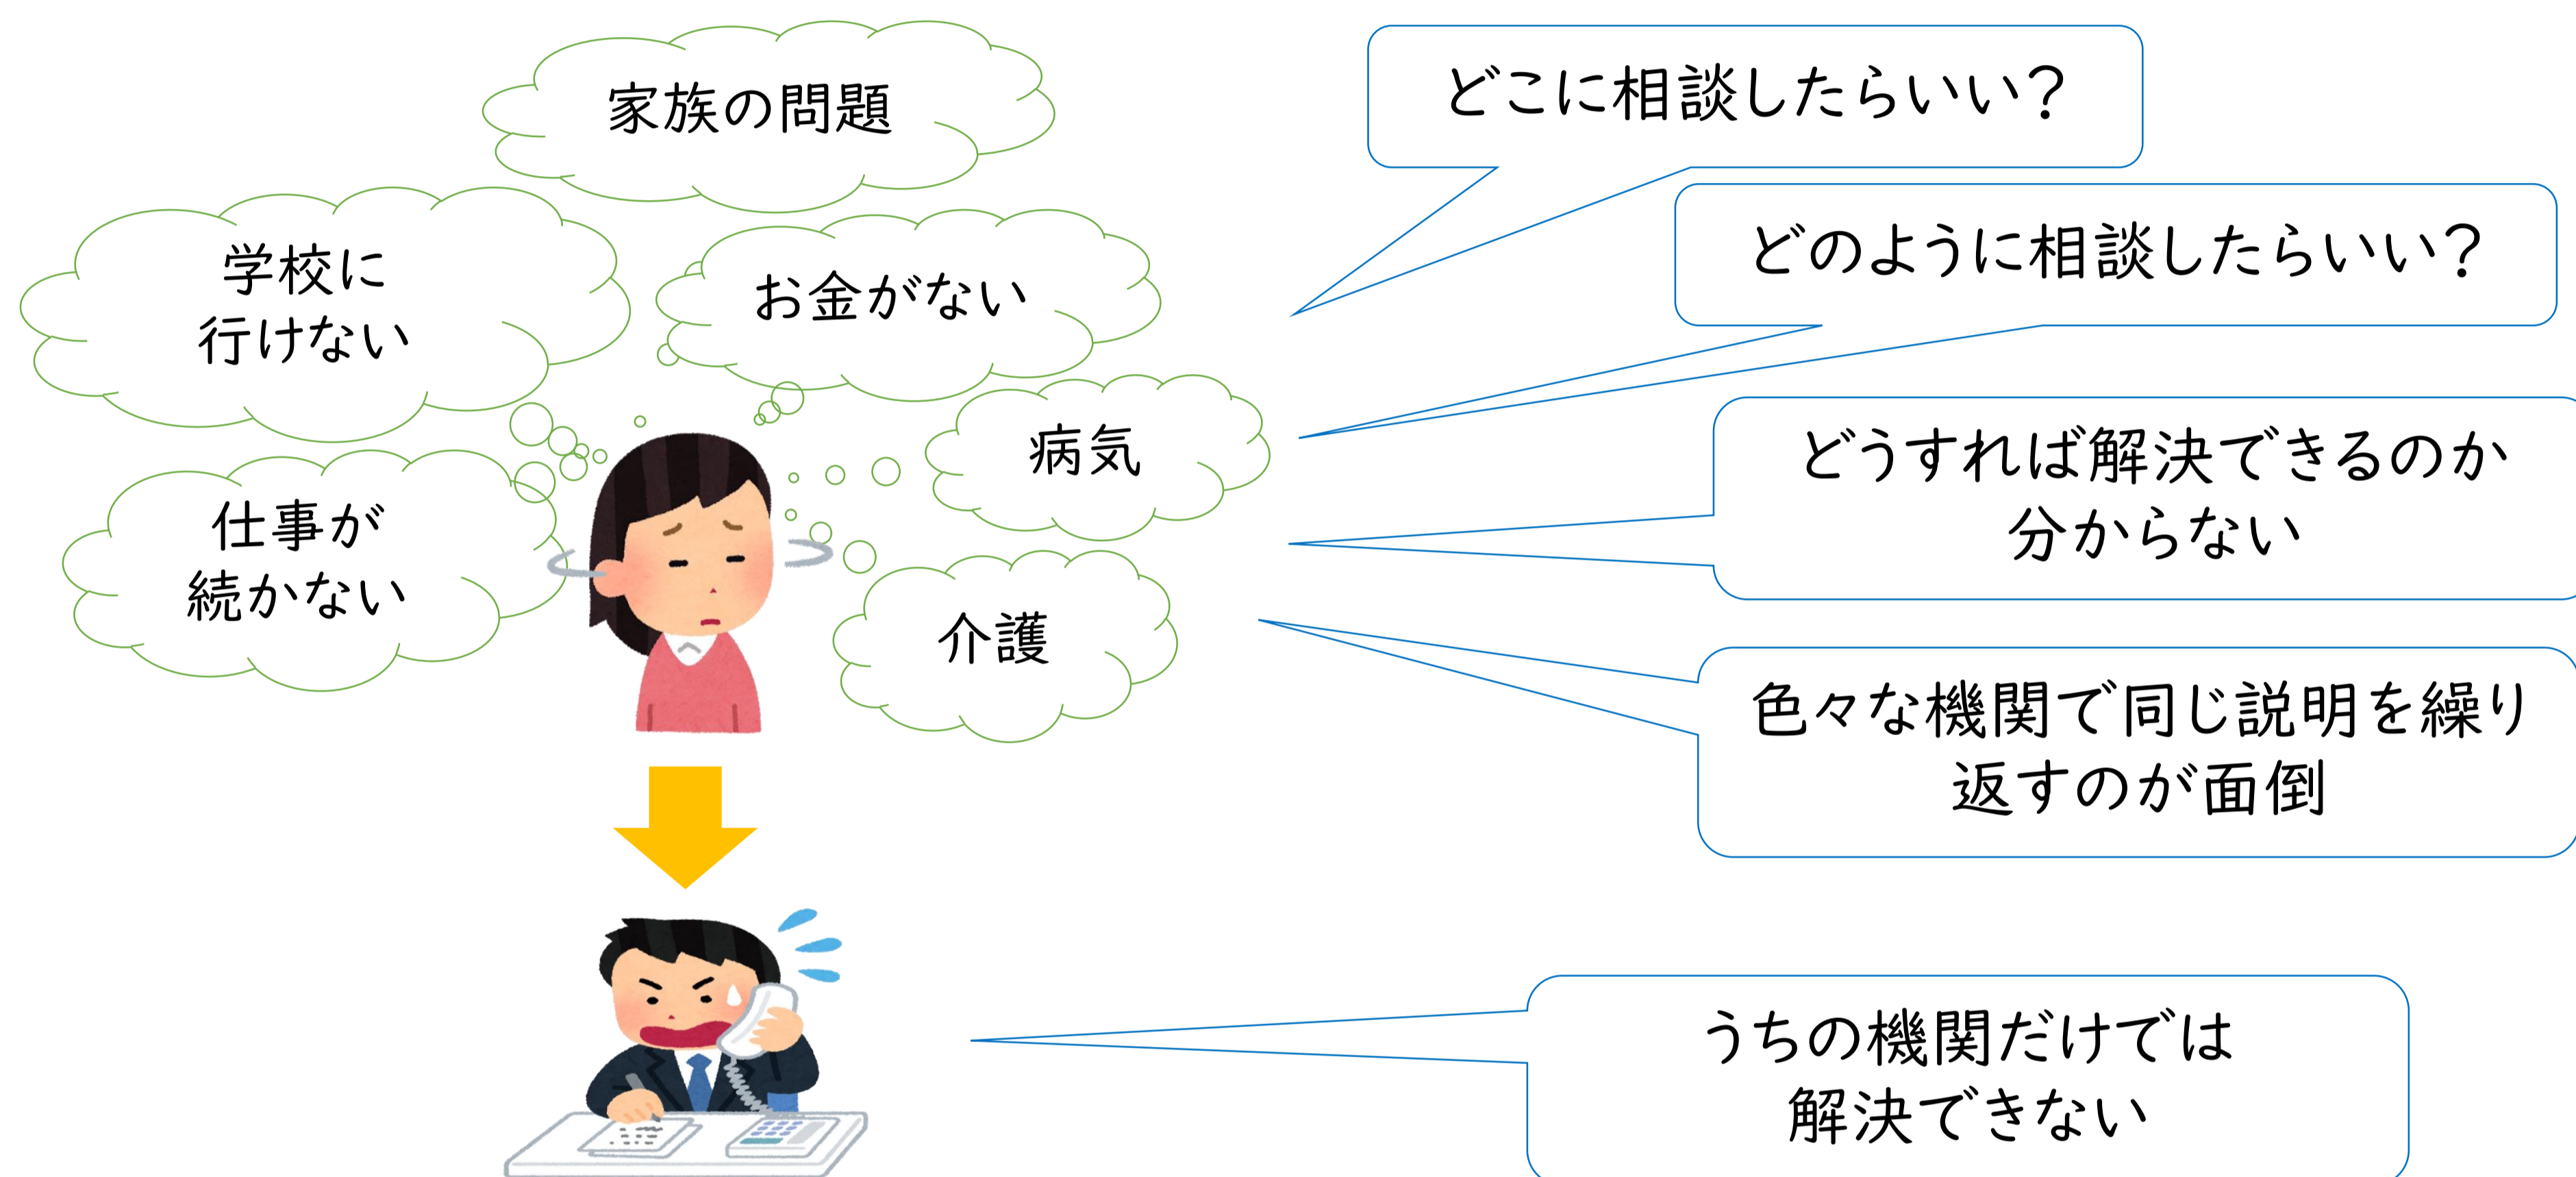 家族の問題
学校に
行けない
お金がない
病気
仕事が
続かない
介護
どこに相談したらいい？
どのように相談したらいい？
どうすれば解決できるのか
分からない
色々な機関で同じ説明を繰り
返すのが面倒
うちの機関だけでは
解決できない